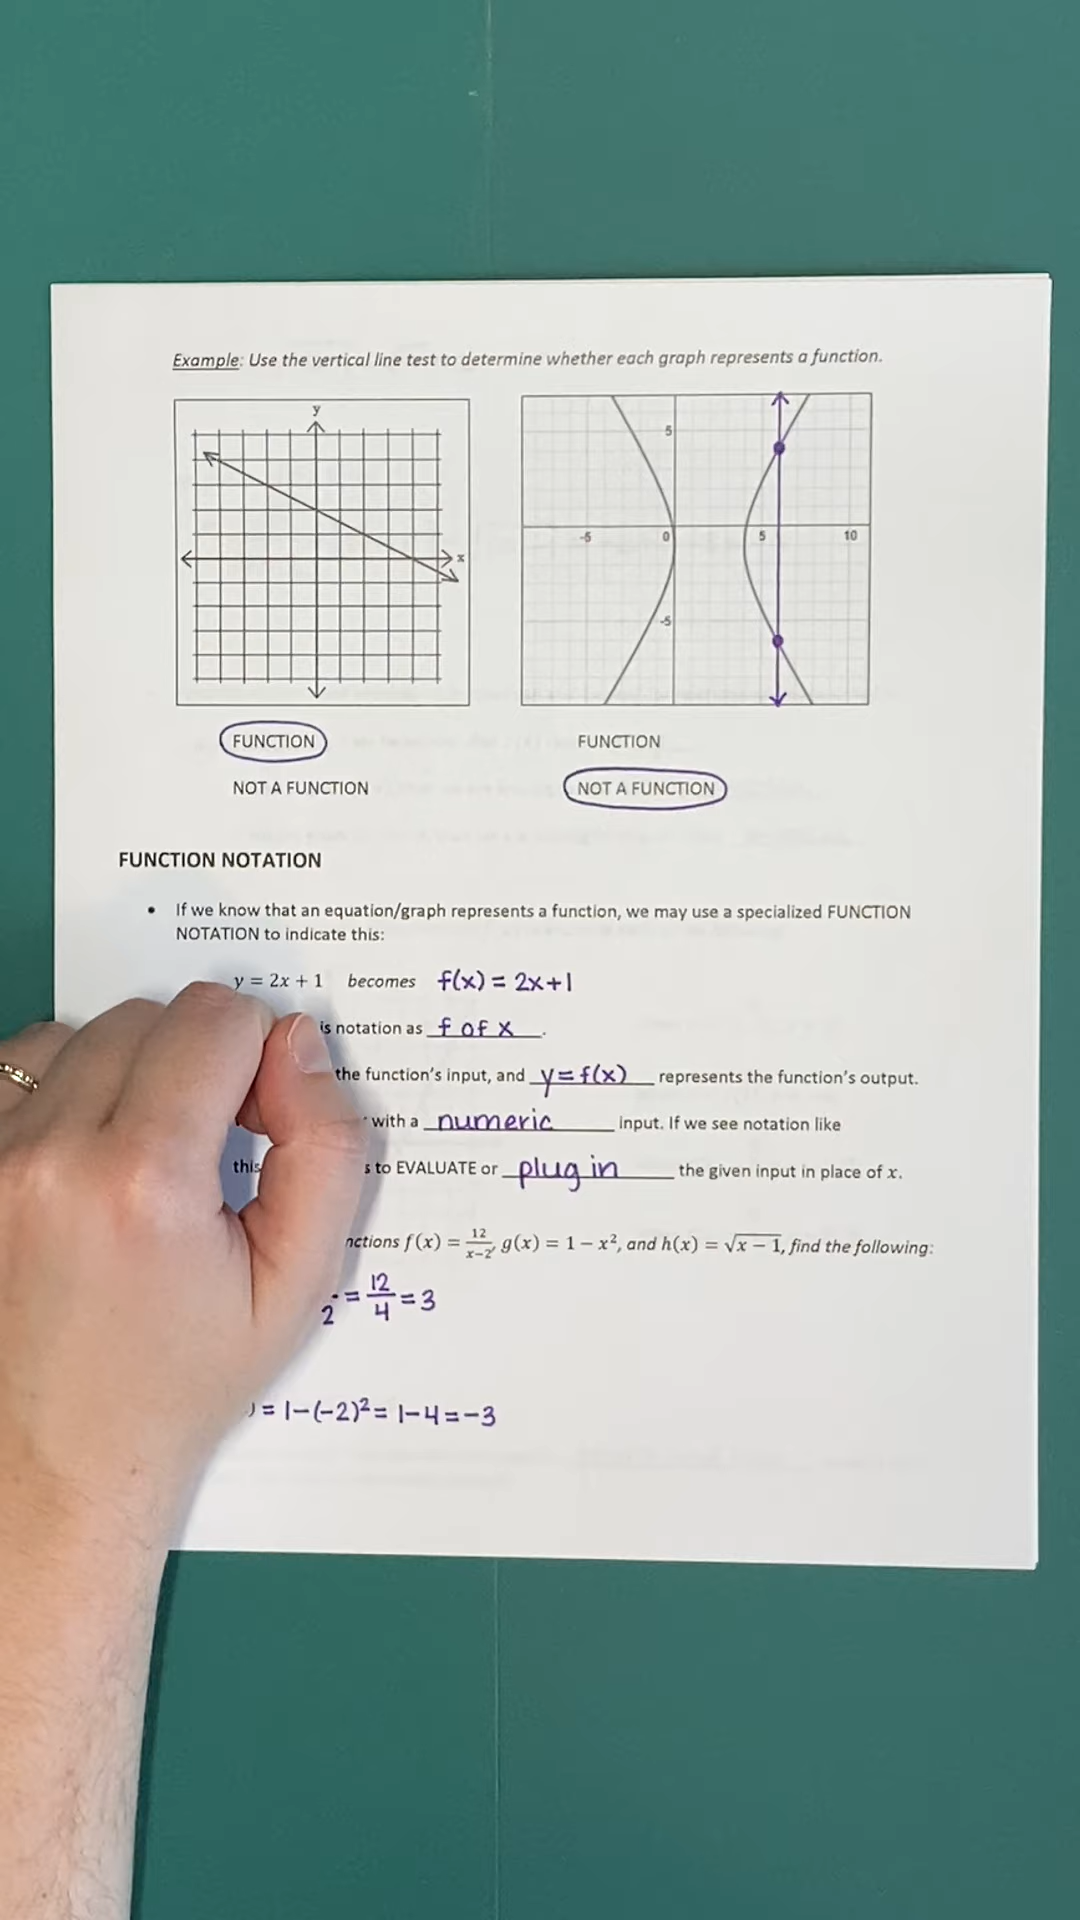 Example: Use the vertical line test to determine whether each graph represents a function.
y
x
5
-5 0 5 10
-5
FUNCTION FUNCTION
NOT A FUNCTION NOT A FUNCTION
FUNCTION NOTATION
• If we know that an equation/graph represents a function, we may use a specialized FUNCTION
NOTATION to indicate this:
y = 2x + 1 becomes f(x) = 2x+1
is notation as f of x.
the function's input, and y=f(x) represents the function's output.
with a numeric input. If we see notation like
this to EVALUATE or plug in the given input in place of x.
f(x) = 12/x−2, g(x) = 1 − x², and h(x) = √x − 1, find the following:
2 = 12/4 = 3
) = 1−(−2)² = 1−4 = −3